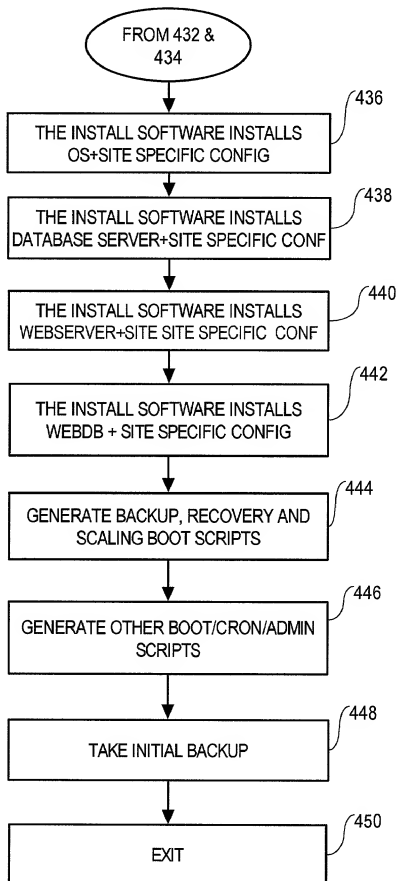 FROM 432 &
434
436
THE INSTALL SOFTWARE INSTALLS
OS+SITE SPECIFIC CONFIG
438
THE INSTALL SOFTWARE INSTALLS
DATABASE SERVER+SITE SPECIFIC CONF
440
THE INSTALL SOFTWARE INSTALLS
WEBSERVER+SITE SITE SPECIFIC CONF
442
THE INSTALL SOFTWARE INSTALLS
WEBDB + SITE SPECIFIC CONFIG
444
GENERATE BACKUP, RECOVERY AND
SCALING BOOT SCRIPTS
446
GENERATE OTHER BOOT/CRON/ADMIN
SCRIPTS
448
TAKE INITIAL BACKUP
450
EXIT